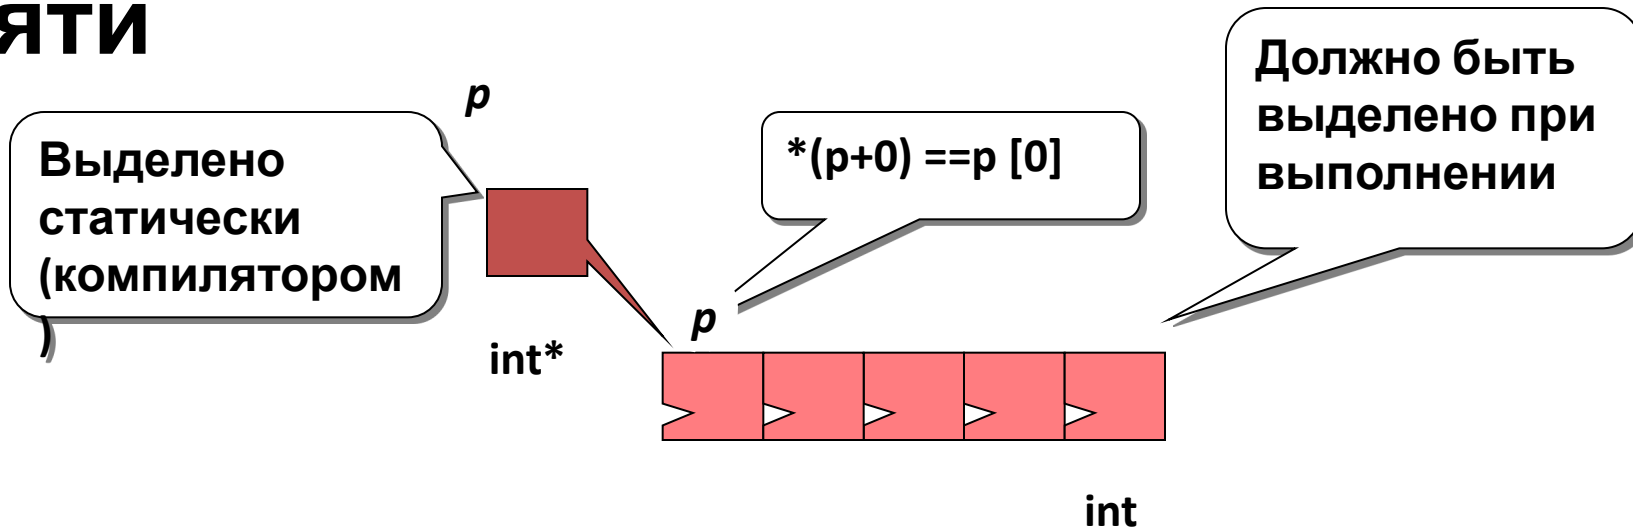 яти
p
Выделено
статически
(компилятором
)
*(p+0) ==p [0]
Должно быть
выделено при
выполнении
p
int*
int